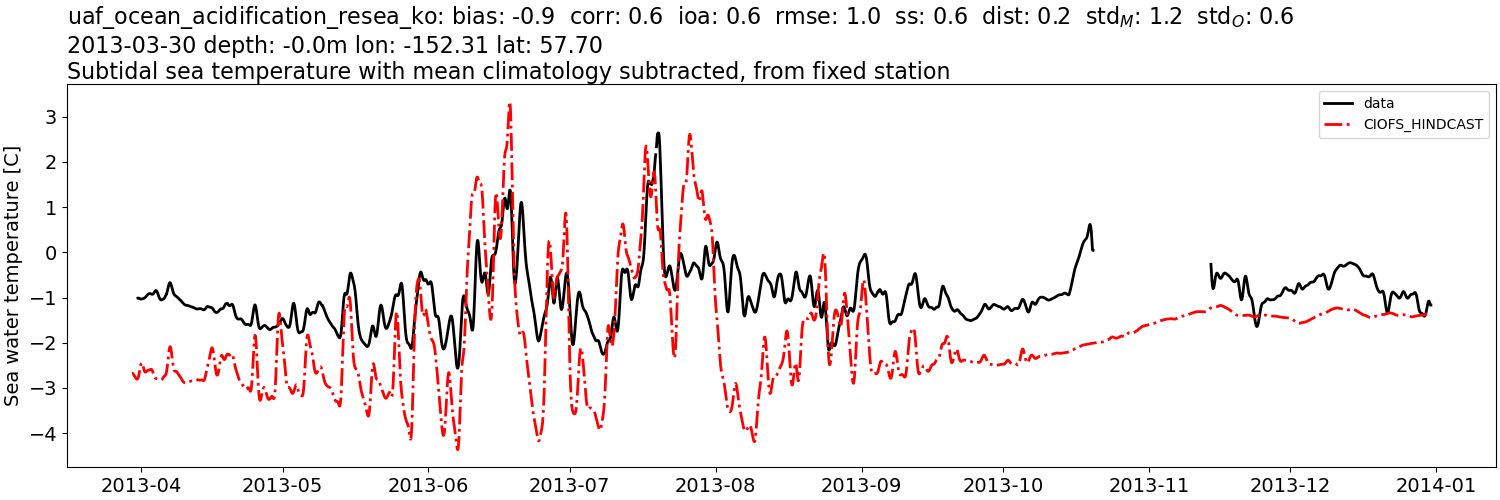 uaf_ocean_acidification_resea_ko: bias: -0.9 corr: 0.6 ioa: 0.6 rmse: 1.0 ss: 0.6 dist: 0.2 std_M: 1.2 std_O: 0.6
2013-03-30 depth: -0.0m lon: -152.31 lat: 57.70
Subtidal sea temperature with mean climatology subtracted, from fixed station
data
CIOFS_HINDCAST
Sea water temperature [C]
3
2
1
0
−1
−2
−3
−4
2013-04 2013-05 2013-06 2013-07 2013-08 2013-09 2013-10 2013-11 2013-12 2014-01